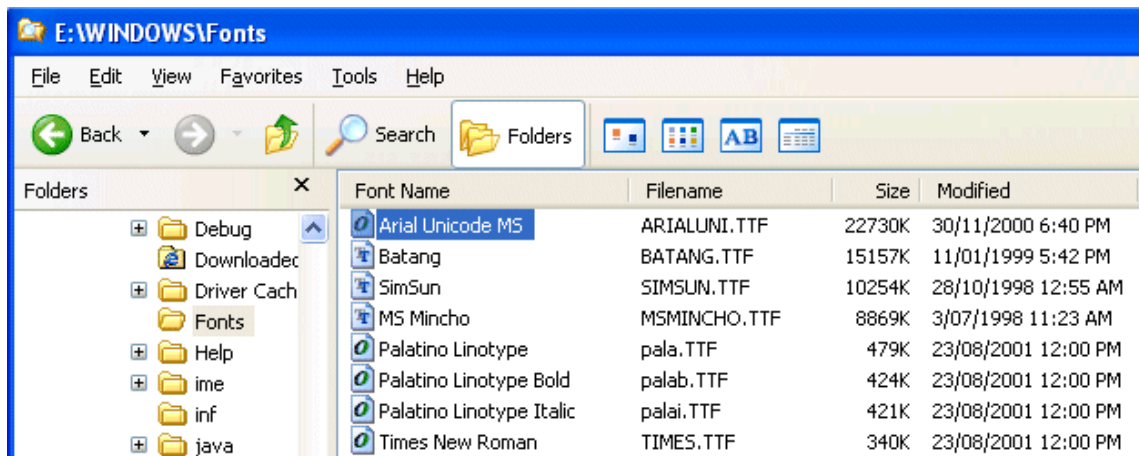 E:\WINDOWS\Fonts
File Edit View Favorites Tools Help
Back Search Folders AB
Folders × Font Name Filename Size Modified
Debug Arial Unicode MS ARIALUNI.TTF 22730K 30/11/2000 6:40 PM
Downloaded Batang BATANG.TTF 15157K 11/01/1999 5:42 PM
Driver Cach SimSun SIMSUN.TTF 10254K 28/10/1998 12:55 AM
Fonts MS Mincho MSMINCHO.TTF 8869K 3/07/1998 11:23 AM
Help Palatino Linotype pala.TTF 479K 23/08/2001 12:00 PM
ime Palatino Linotype Bold palab.TTF 424K 23/08/2001 12:00 PM
inf Palatino Linotype Italic palai.TTF 421K 23/08/2001 12:00 PM
java Times New Roman TIMES.TTF 340K 23/08/2001 12:00 PM